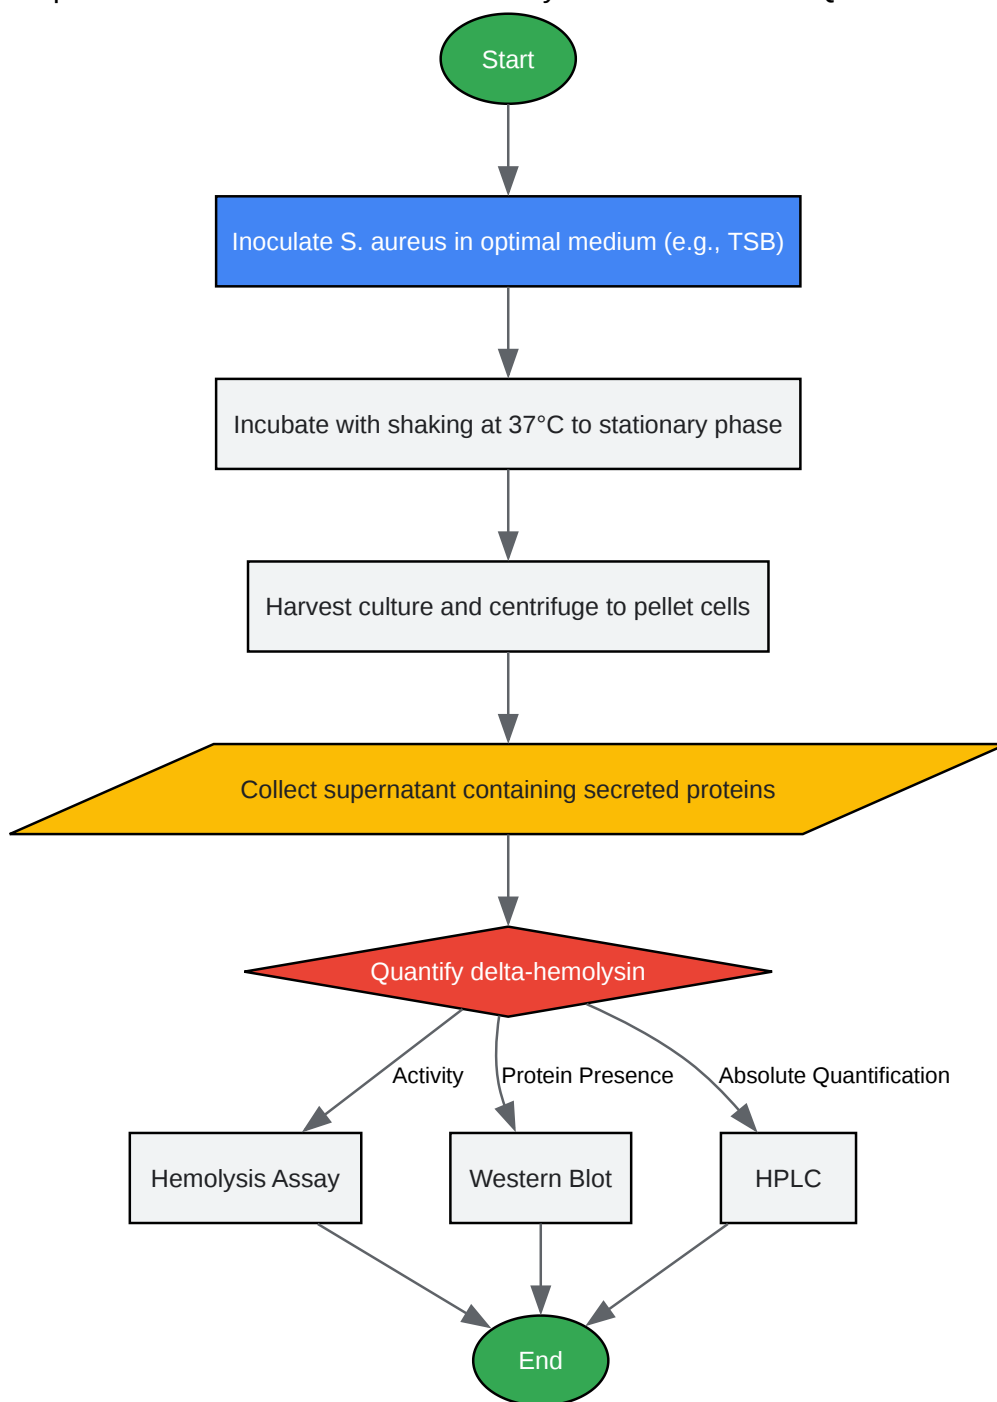 Start
Inoculate S. aureus in optimal medium (e.g., TSB)
Incubate with shaking at 37°C to stationary phase
Harvest culture and centrifuge to pellet cells
Collect supernatant containing secreted proteins
Quantify delta-hemolysin
Activity
Protein Presence
Absolute Quantification
Hemolysis Assay
Western Blot
HPLC
End